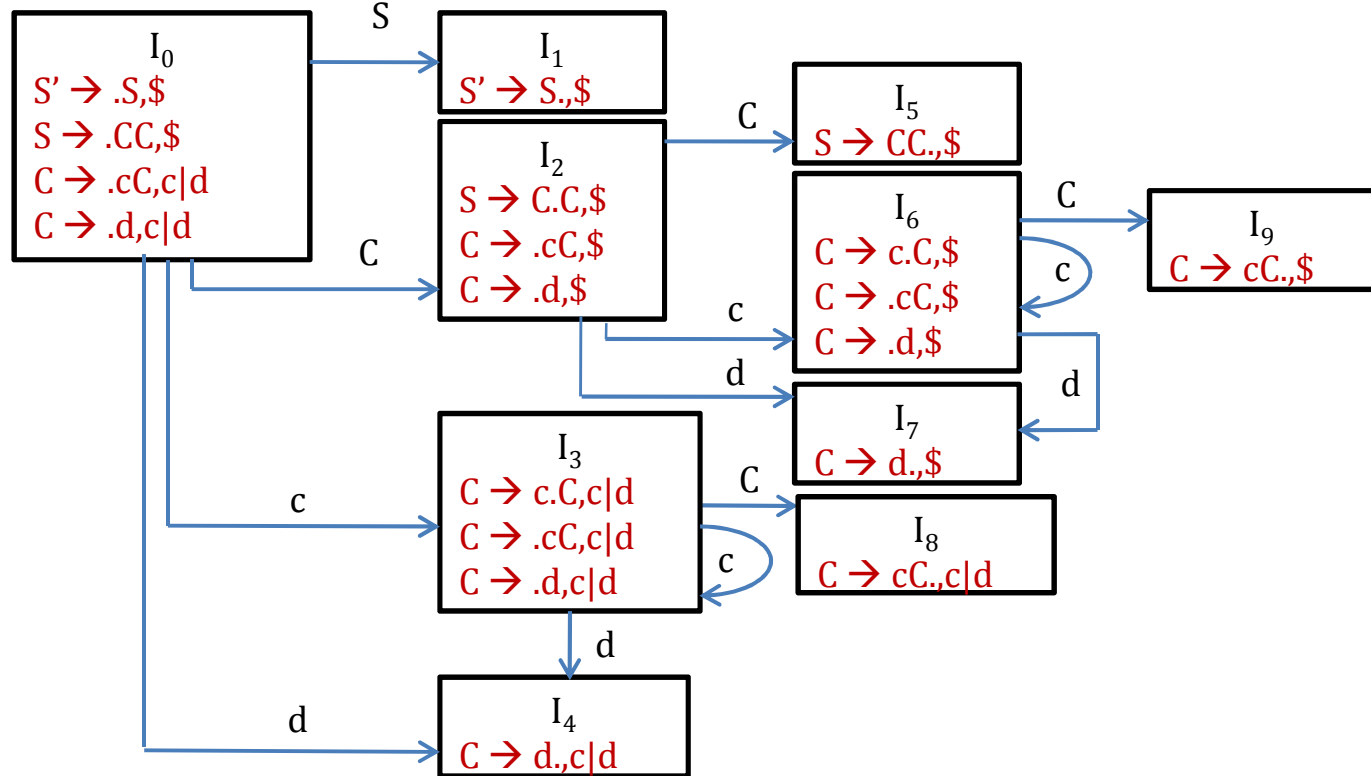 I₀
S’ → .S,$
S → .CC,$
C → .cC,c|d
C → .d,c|d
S
I₁
S’ → S.,$
C
I₂
S → C.C,$
C → .cC,$
C → .d,$
C
I₅
S → CC.,$
c
I₆
C → c.C,$
C → .cC,$
C → .d,$
C
c
I₉
C → cC.,$
d
d
I₇
C → d.,$
c
I₃
C → c.C,c|d
C → .cC,c|d
C → .d,c|d
C
c
I₈
C → cC.,c|d
d
d
I₄
C → d.,c|d